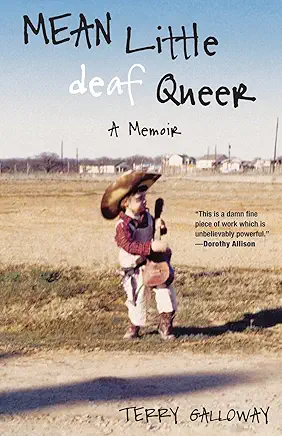 MEAN Little
deaf Queer
A Memoir
"This is a damn fine
piece of work which is
unbelievably powerful."
—Dorothy Allison
TERRY GALLOWAY